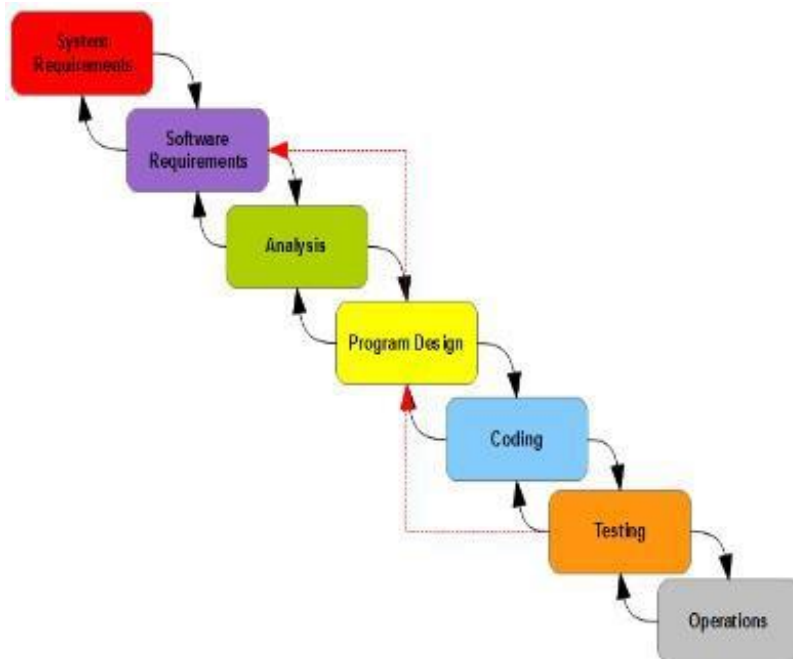 System
Requirements
Software
Requirements
Analysis
Program Design
Coding
Testing
Operations